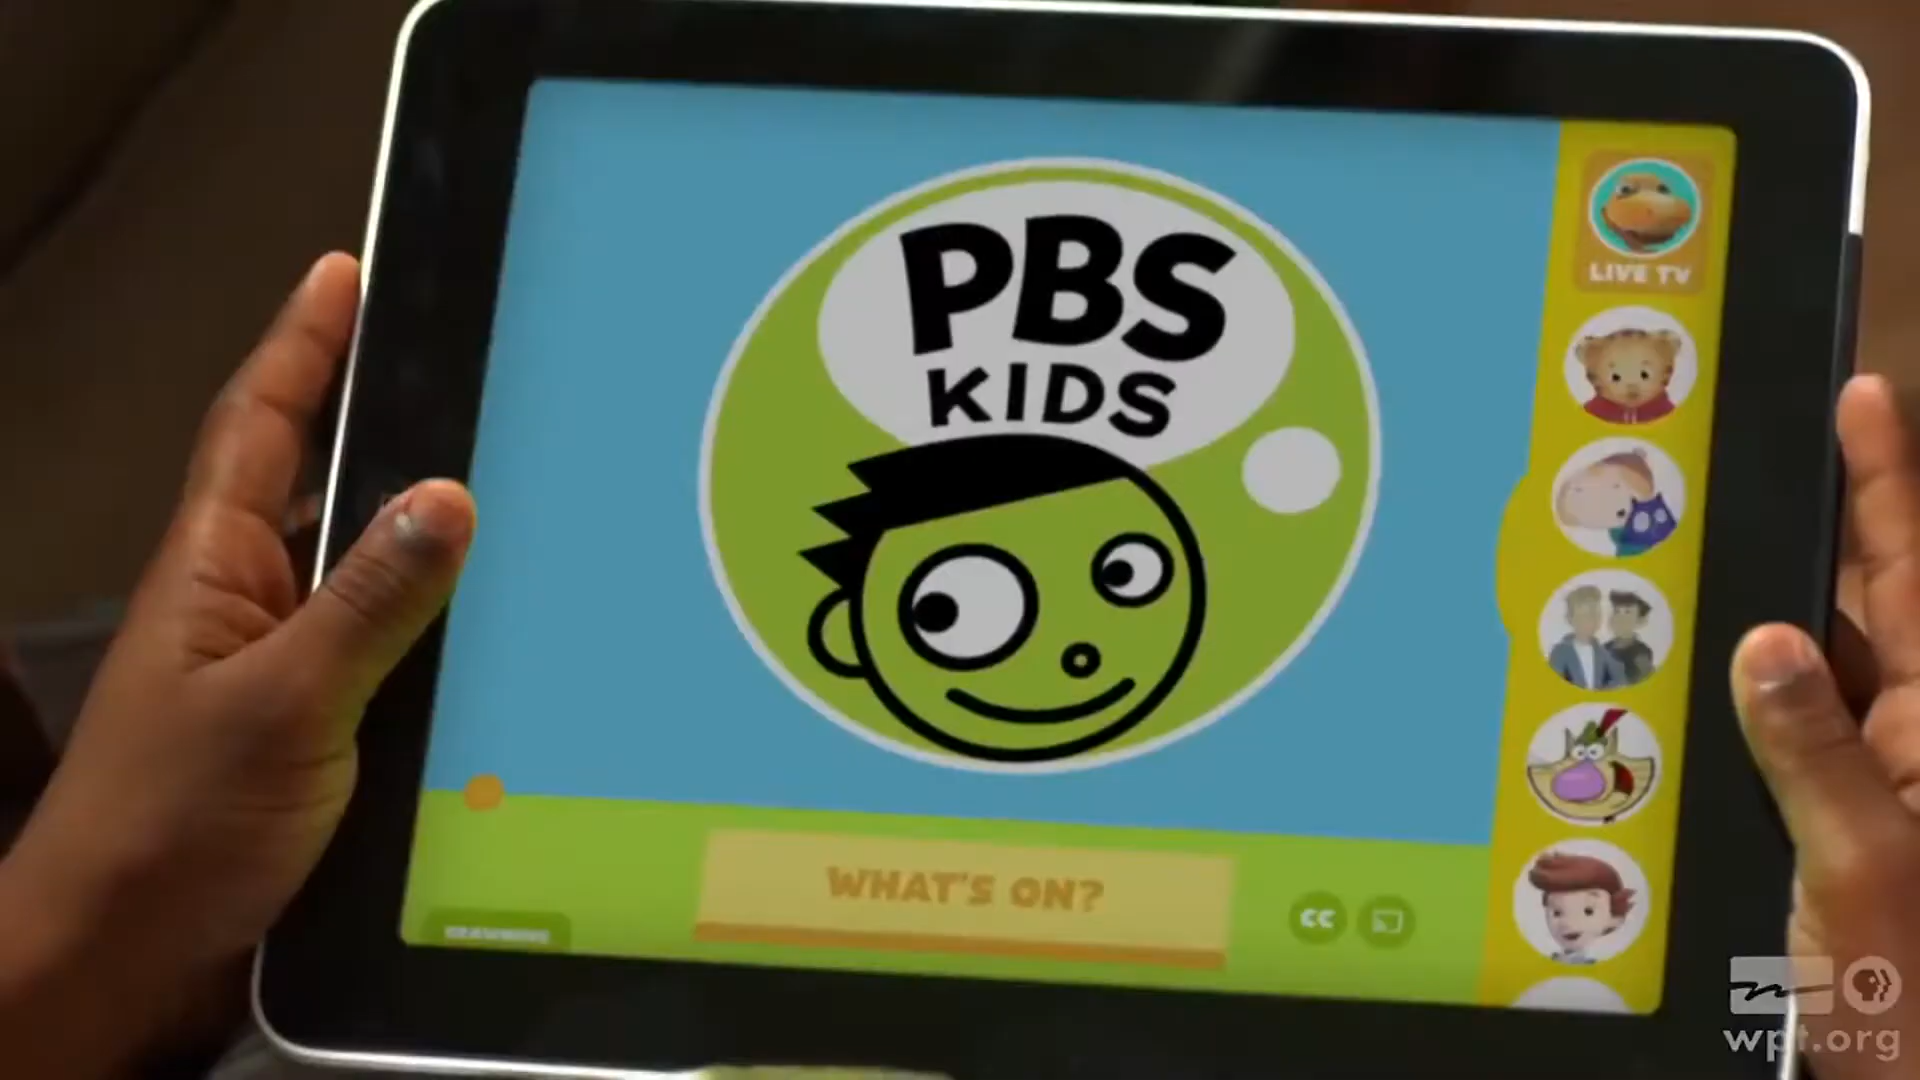 PBS
KIDS
LIVE TV
WHAT'S ON?
CC
wpt.org